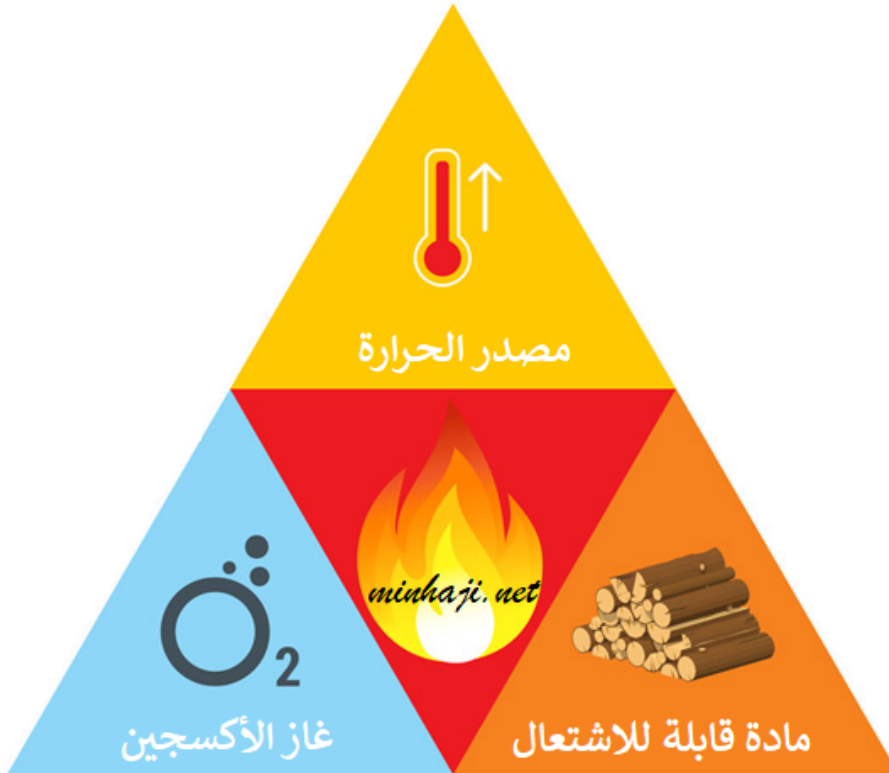 مصدر الحرارة
minhaji.net
O2
غاز الأكسجين
مادة قابلة للاشتعال